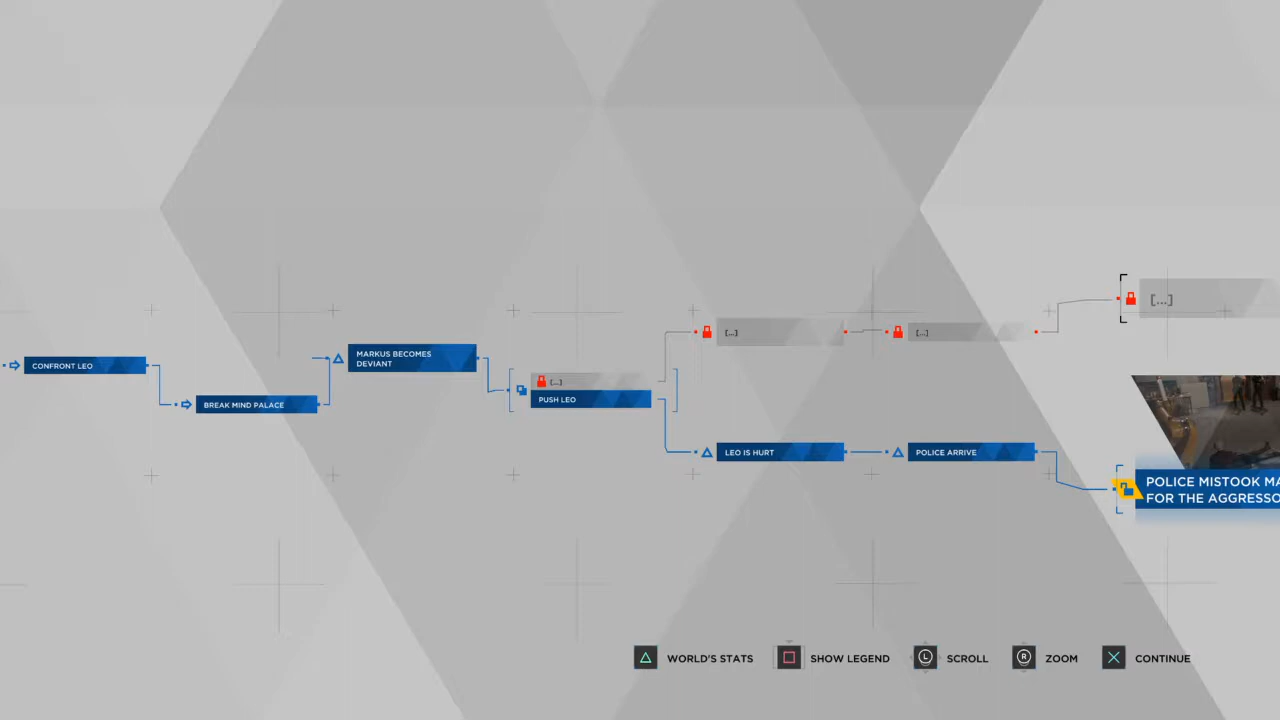 [...]
[...]
[...]
MARKUS BECOMES
DEVIANT
CONFRONT LEO
[...]
PUSH LEO
BREAK MIND PALACE
LEO IS HURT
POLICE ARRIVE
POLICE MISTOOK MA
FOR THE AGGRESSO
WORLD'S STATS
SHOW LEGEND
L
SCROLL
R
ZOOM
CONTINUE